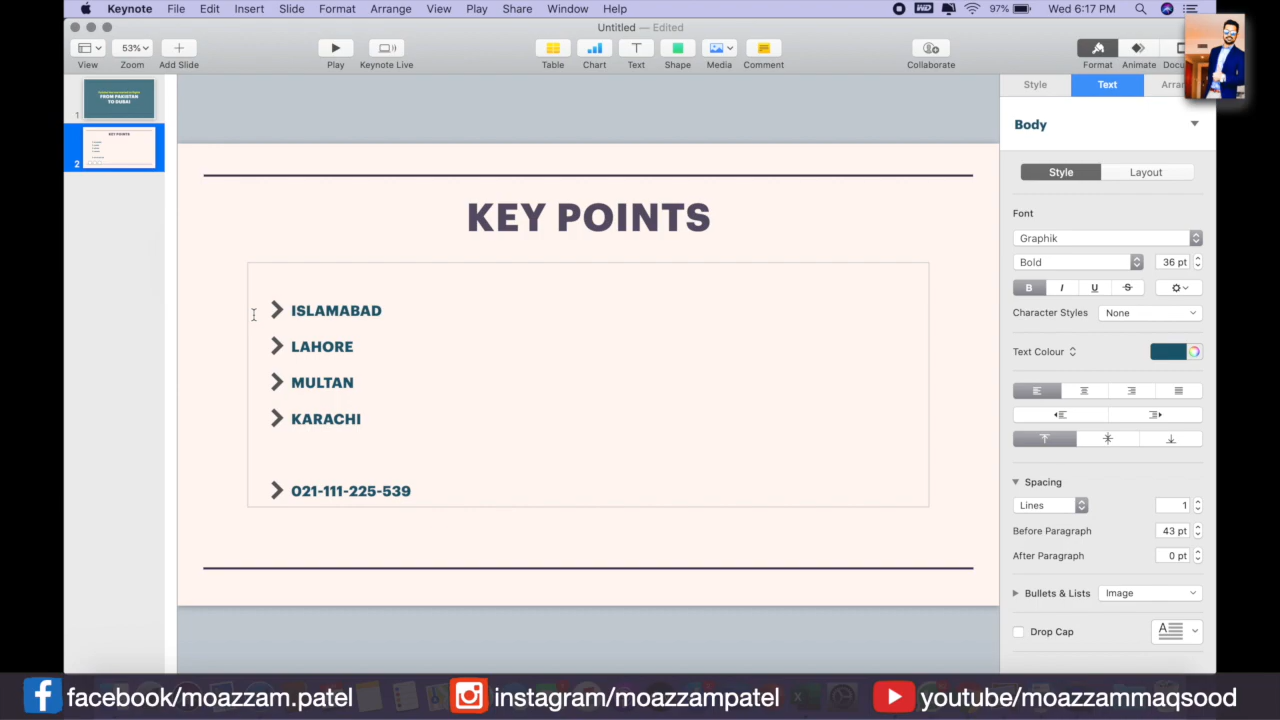 Keynote File Edit Insert Slide Format Arrange View Play Share Window Help 97% Wed 6:17 PM
Untitled — Edited
53%
View Zoom Add Slide Play Keynote Live Table Chart Text Shape Media Comment Collaborate Format Animate
FROM PAKISTAN
TO DUBAI
1
KEY POINTS
2
Style Text
Body
Style Layout
Font
Graphik
Bold 36 pt
B I U S
Character Styles None
Text Colour
Spacing
Lines 1
Before Paragraph 43 pt
After Paragraph 0 pt
Bullets & Lists Image
Drop Cap
KEY POINTS
ISLAMABAD
LAHORE
MULTAN
KARACHI
021-111-225-539
facebook/moazzam.patel instagram/moazzampatel youtube/moazzammaqsood